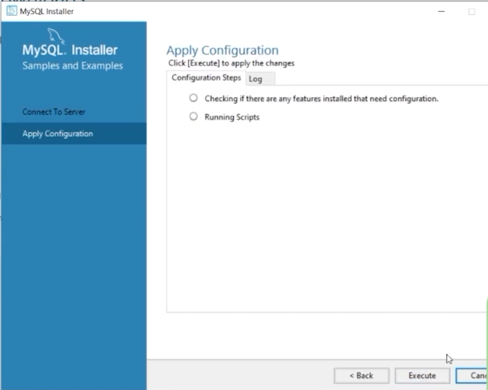 MySQL Installer
MySQL. Installer
Samples and Examples
Connect To Server
Apply Configuration
Apply Configuration
Click [Execute] to apply the changes
Configuration Steps
Log
Checking if there are any features installed that need configuration.
Running Scripts
< Back
Execute